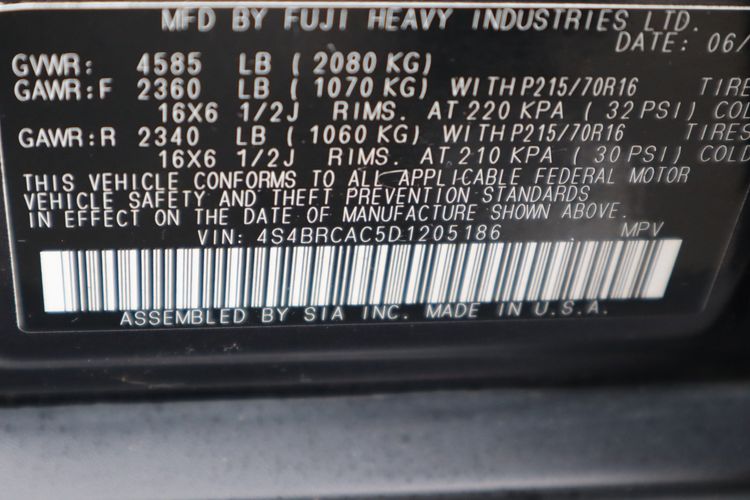 MFD BY FUJI HEAVY INDUSTRIES LTD.
DATE: 06/
GVWR: 4585 LB ( 2080 KG)
GAWR:F 2360 LB ( 1070 KG) WITH P215/70R16 TIRE
16X6 1/2J RIMS. AT 220 KPA ( 32 PSI) COL
GAWR:R 2340 LB ( 1060 KG) WITH P215/70R16 TIRES
16X6 1/2J RIMS. AT 210 KPA ( 30 PSI) COLD
THIS VEHICLE CONFORMS TO ALL APPLICABLE FEDERAL MOTOR
VEHICLE SAFETY AND THEFT PREVENTION STANDARDS
IN EFFECT ON THE DATE OF MANUFACTURE SHOWN ABOVE.
VIN: 4S4BRCAC5D1205186 MPV
ASSEMBLED BY SIA INC. MADE IN U.S.A.